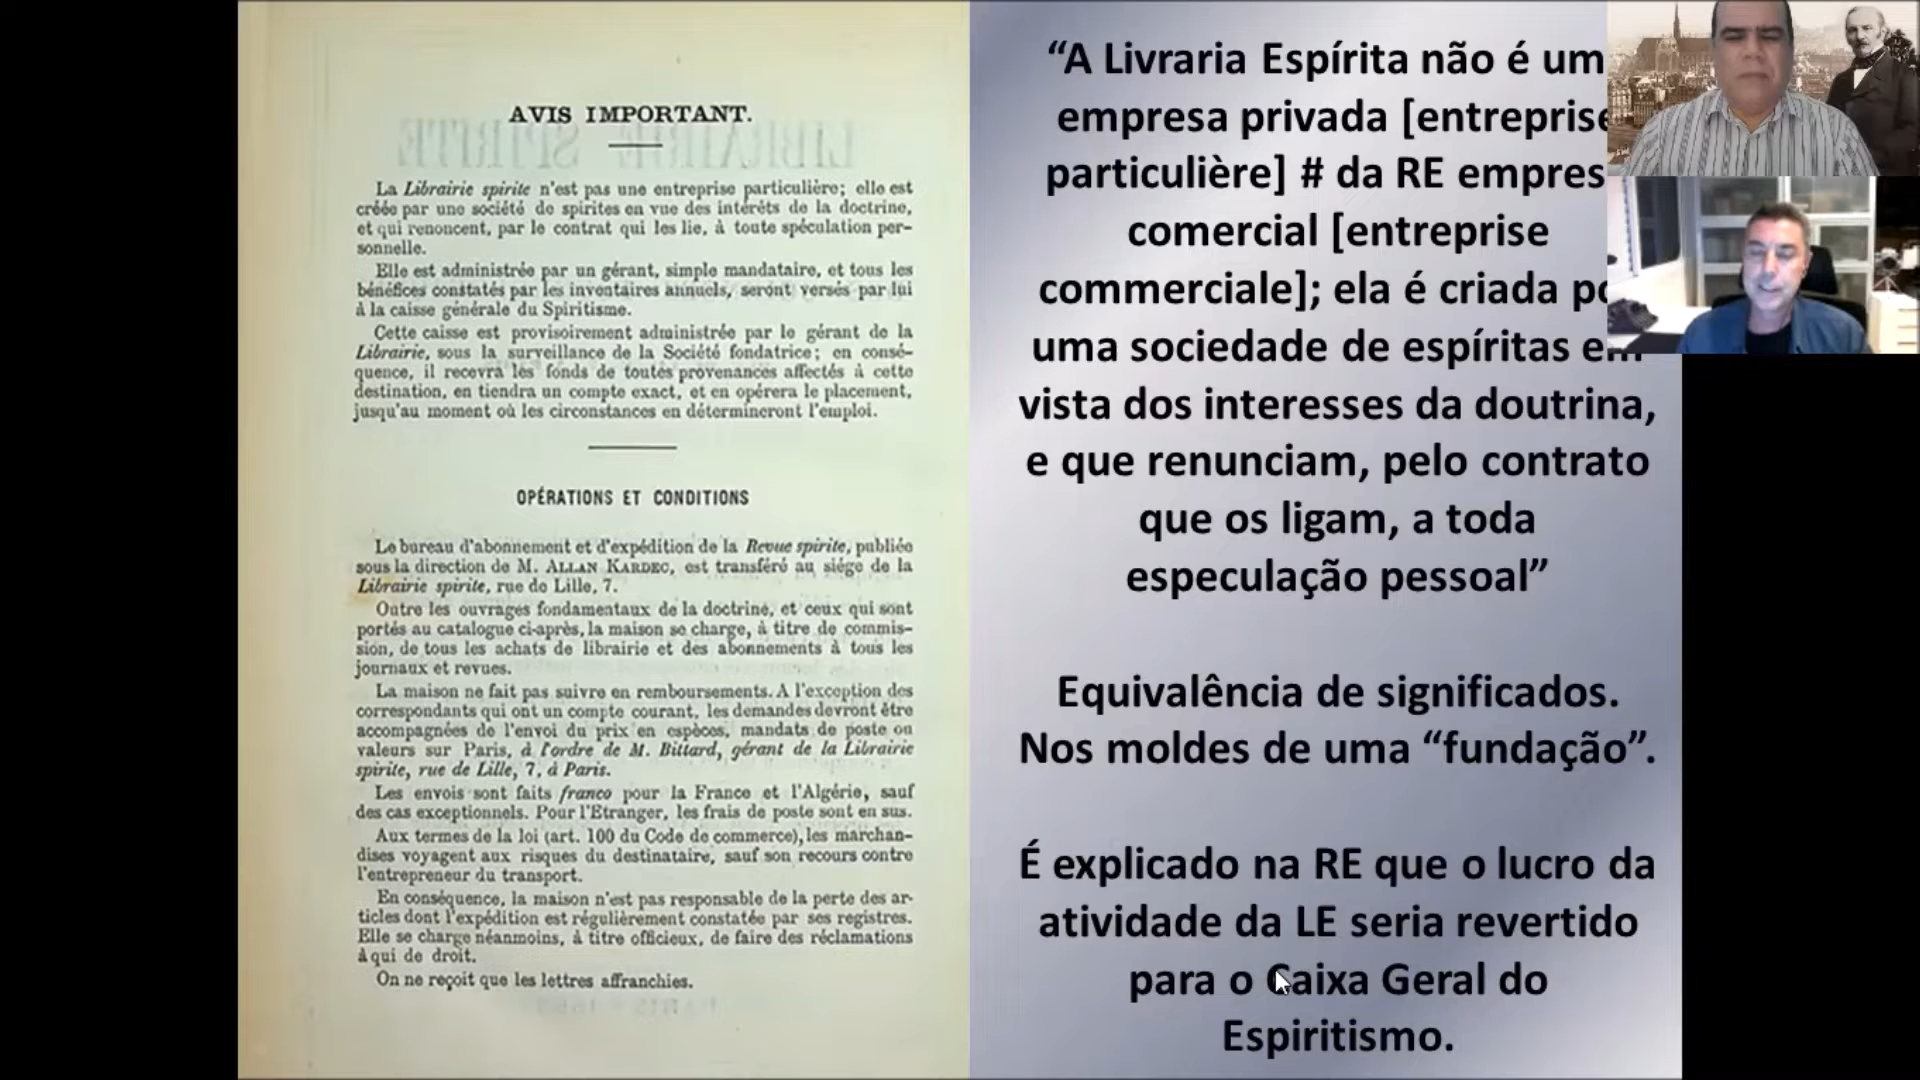 AVIS IMPORTANT.
La Librairie spirite n'est pas une entreprise particulière; elle est
créée par une société de spirites en vue des intérêts de la doctrine,
et qui renoncent, par le contrat qui les lie, à toute spéculation per-
sonnelle.
Elle est administrée par un gérant, simple mandataire, et tous les
bénéfices constatés par les inventaires annuels, seront versés par lui
à la caisse générale du Spiritisme.
Cette caisse est provisoirement administrée par le gérant de la
Librairie, sous la surveillance de la Société fondatrice; en consé-
quence, il recevra les fonds de toutes provenances affectés à cette
destination, en tiendra un compte exact, et en opérera le placement,
jusqu'au moment où les circonstances en détermineront l'emploi.
OPÉRATIONS ET CONDITIONS
Le bureau d'abonnement et d'expédition de la Revue spirite, publiée
sous la direction de M. ALLAN KARDEC, est transféré au siége de la
Librairie spirite, rue de Lille, 7.
Outre les ouvrages fondamentaux de la doctrine, et ceux qui sont
portés au catalogue ci-après, la maison se charge, à titre de commis-
sion, de tous les achats de librairie et des abonnements à tous les
journaux et revues.
La maison ne fait pas suivre en remboursements. A l'exception des
correspondants qui ont un compte courant, les demandes devront être
accompagnées de l'envoi du prix en espèces, mandats de poste ou
valeurs sur Paris, à l'ordre de M. Bittard, gérant de la Librairie
spirite, rue de Lille, 7, à Paris.
Les envois sont faits franco pour la France et l'Algérie, sauf
des cas exceptionnels. Pour l'Etranger, les frais de poste sont en sus.
Aux termes de la loi (art. 100 du Code de commerce), les marchan-
dises voyagent aux risques du destinataire, sauf son recours contre
l'entrepreneur du transport.
En conséquence, la maison n'est pas responsable de la perte des ar-
ticles dont l'expédition est régulièrement constatée par ses registres.
Elle se charge néanmoins, à titre officieux, de faire des réclamations
à qui de droit.
On ne reçoit que les lettres affranchies.
“A Livraria Espírita não é um
empresa privada [entreprise
particulière] # da RE empres
comercial [entreprise
commerciale]; ela é criada po
uma sociedade de espíritas em
vista dos interesses da doutrina,
e que renunciam, pelo contrato
que os ligam, a toda
especulação pessoal”
Equivalência de significados.
Nos moldes de uma “fundação”.
É explicado na RE que o lucro da
atividade da LE seria revertido
para o Caixa Geral do
Espiritismo.